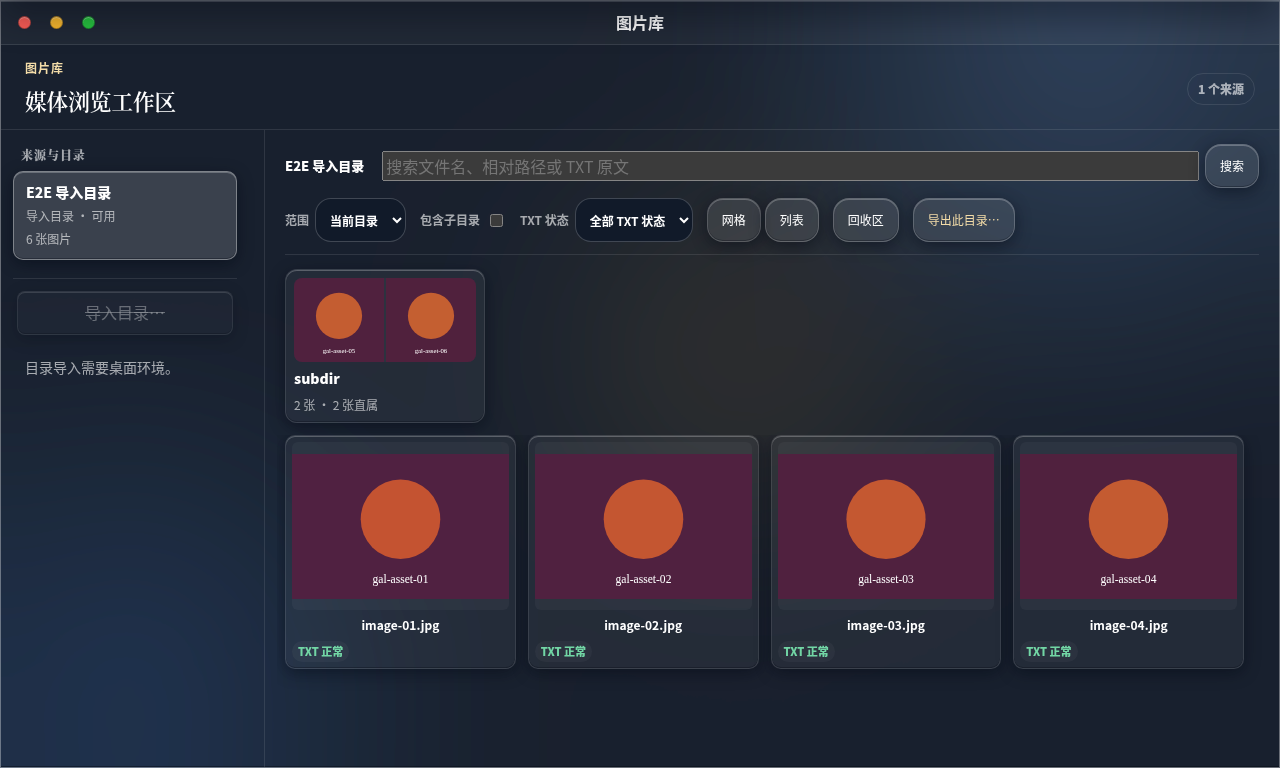 图片库
图片库
媒体浏览工作区
1 个来源
来源与目录
E2E 导入目录
导入目录 · 可用
6 张图片
导入目录…
目录导入需要桌面环境。
E2E 导入目录
搜索文件名、相对路径或 TXT 原文
搜索
范围 当前目录 包含子目录 TXT 状态 全部 TXT 状态 网格 列表 回收区 导出此目录…
gal-asset-05 gal-asset-06
subdir
2 张 · 2 张直属
gal-asset-01 gal-asset-02 gal-asset-03 gal-asset-04
image-01.jpg image-02.jpg image-03.jpg image-04.jpg
TXT 正常 TXT 正常 TXT 正常 TXT 正常